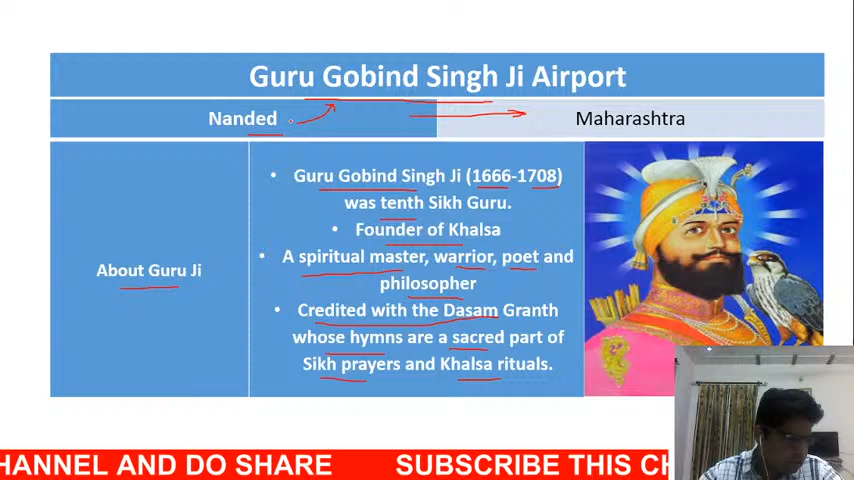 Guru Gobind Singh Ji Airport
Nanded
Maharashtra
About Guru Ji
• Guru Gobind Singh Ji (1666-1708)
was tenth Sikh Guru.
• Founder of Khalsa
• A spiritual master, warrior, poet and
philosopher
• Credited with the Dasam Granth
whose hymns are a sacred part of
Sikh prayers and Khalsa rituals.
HANNEL AND DO SHARE SUBSCRIBE THIS CH